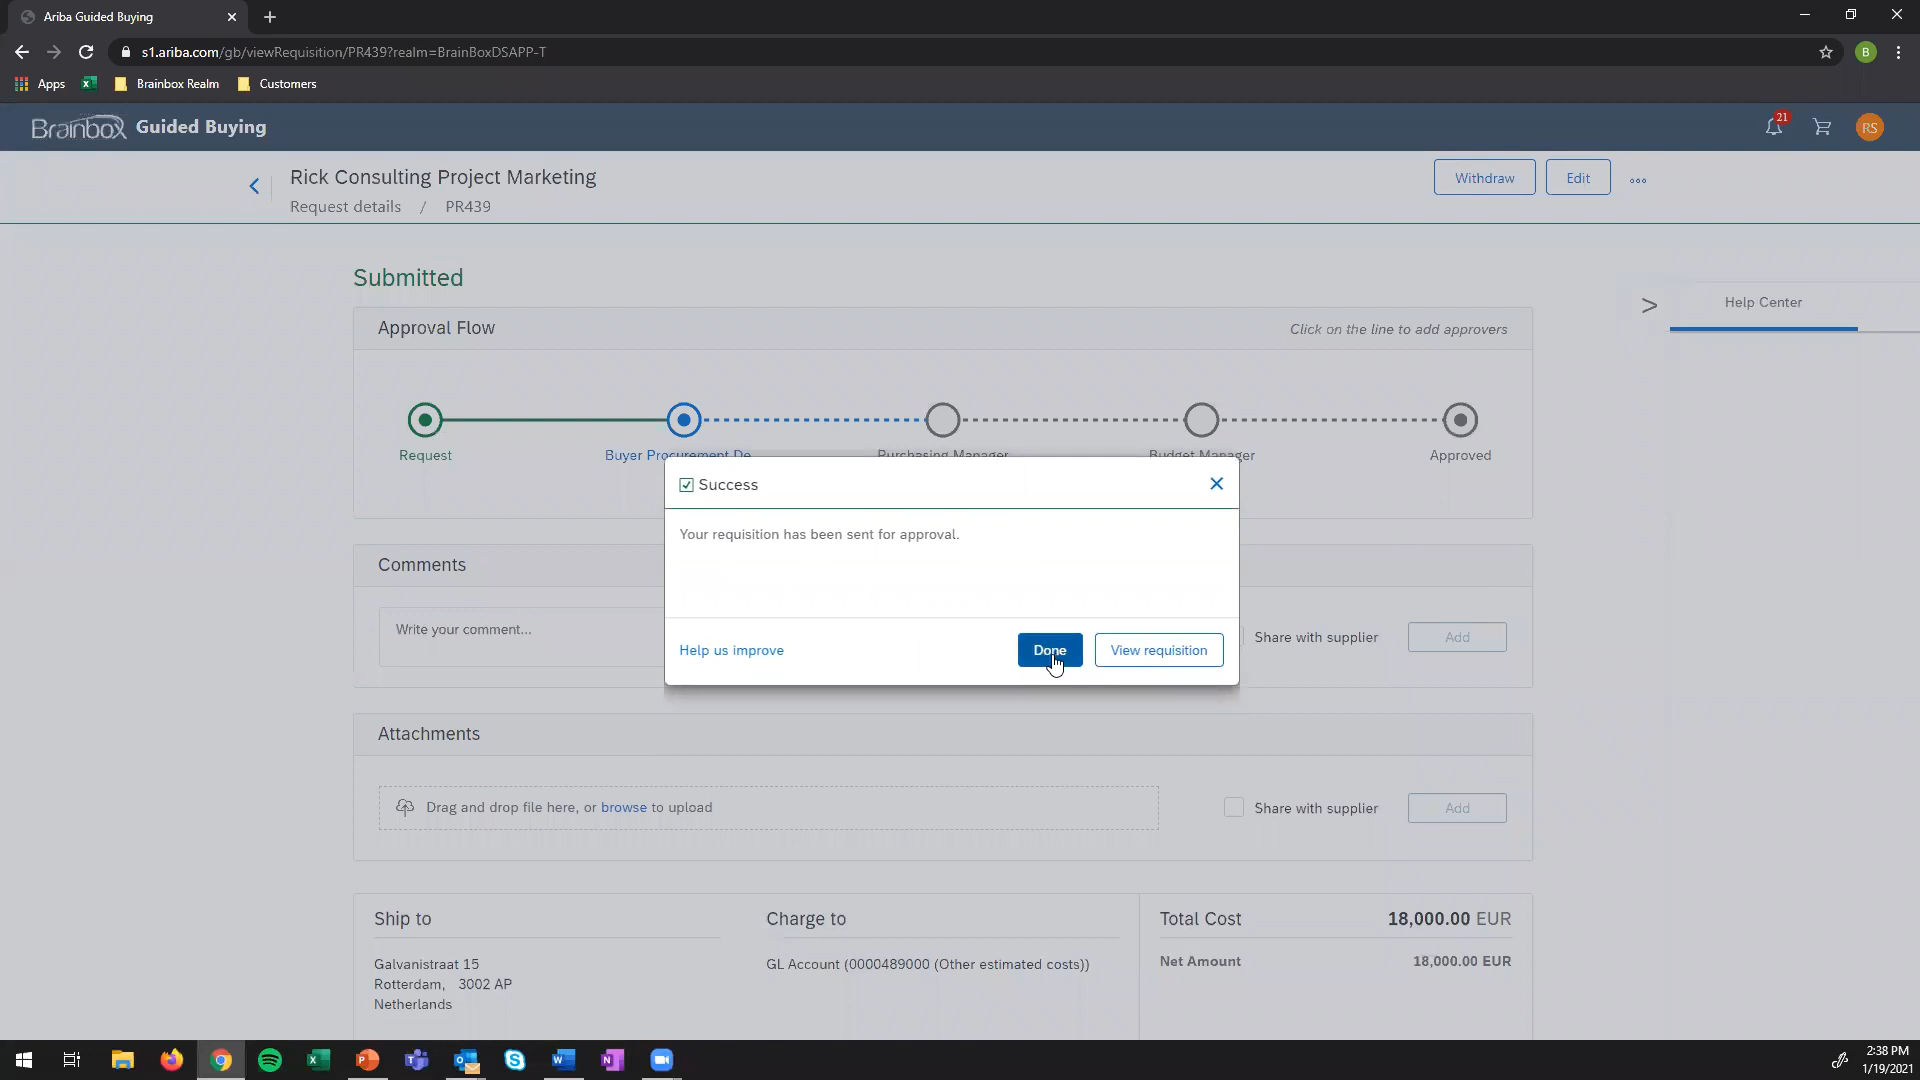 Ariba Guided Buying
s1.ariba.com/gb/viewRequisition/PR439?realm=BrainBoxDSAPP-T
B
Apps
Brainbox Realm
Customers
Brainbox Guided Buying
21
RS
Rick Consulting Project Marketing
Request details / PR439
Withdraw
Edit
Submitted
Help Center
Approval Flow
Click on the line to add approvers
Request
Buyer Procurement De
Purchasing Manager
Budget Manager
Approved
Success
Your requisition has been sent for approval.
Help us improve
Done
View requisition
Comments
Write your comment...
Share with supplier
Add
Attachments
Drag and drop file here, or browse to upload
Share with supplier
Add
Ship to
Galvanistraat 15
Rotterdam, 3002 AP
Netherlands
Charge to
GL Account (0000489000 (Other estimated costs))
Total Cost 18,000.00 EUR
Net Amount 18,000.00 EUR
2:38 PM
1/19/2021